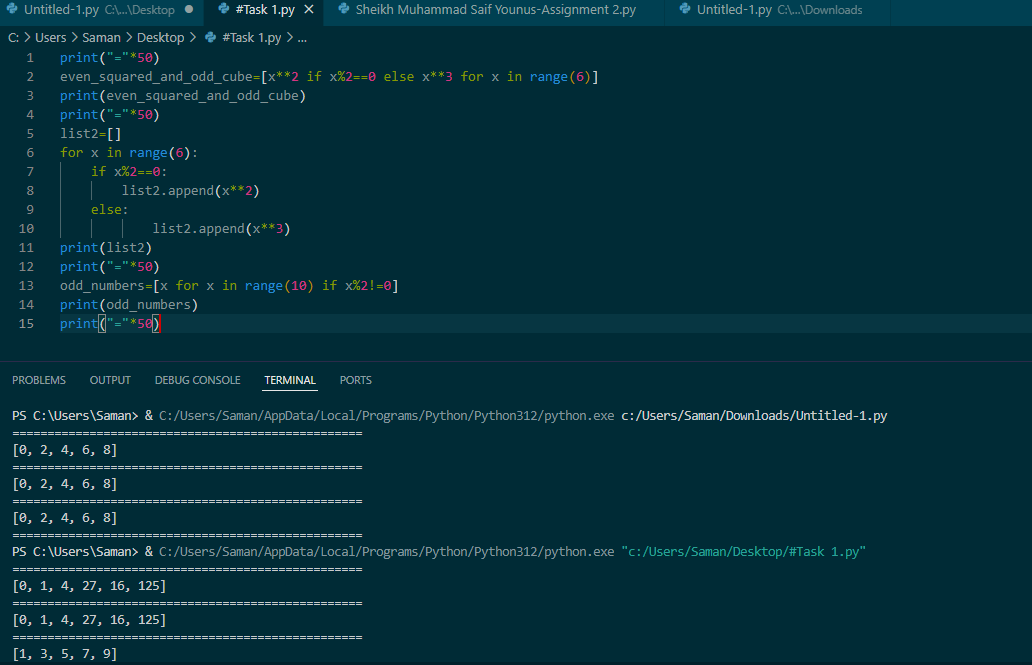 Untitled-1.py C:\...\Desktop ● #Task 1.py × Sheikh Muhammad Saif Younus-Assignment 2.py Untitled-1.py C:\...\Downloads
C: > Users > Saman > Desktop > #Task 1.py > ...
1 print("="*50)
2 even_squared_and_odd_cube=[x**2 if x%2==0 else x**3 for x in range(6)]
3 print(even_squared_and_odd_cube)
4 print("="*50)
5 list2=[]
6 for x in range(6):
7     if x%2==0:
8         list2.append(x**2)
9     else:
10             list2.append(x**3)
11 print(list2)
12 print("="*50)
13 odd_numbers=[x for x in range(10) if x%2!=0]
14 print(odd_numbers)
15 print("="*50)
PROBLEMS OUTPUT DEBUG CONSOLE TERMINAL PORTS
PS C:\Users\Saman> & C:/Users/Saman/AppData/Local/Programs/Python/Python312/python.exe c:/Users/Saman/Downloads/Untitled-1.py
==================================================
[0, 2, 4, 6, 8]
==================================================
[0, 2, 4, 6, 8]
==================================================
[0, 2, 4, 6, 8]
==================================================
PS C:\Users\Saman> & C:/Users/Saman/AppData/Local/Programs/Python/Python312/python.exe "c:/Users/Saman/Desktop/#Task 1.py"
==================================================
[0, 1, 4, 27, 16, 125]
==================================================
[0, 1, 4, 27, 16, 125]
==================================================
[1, 3, 5, 7, 9]